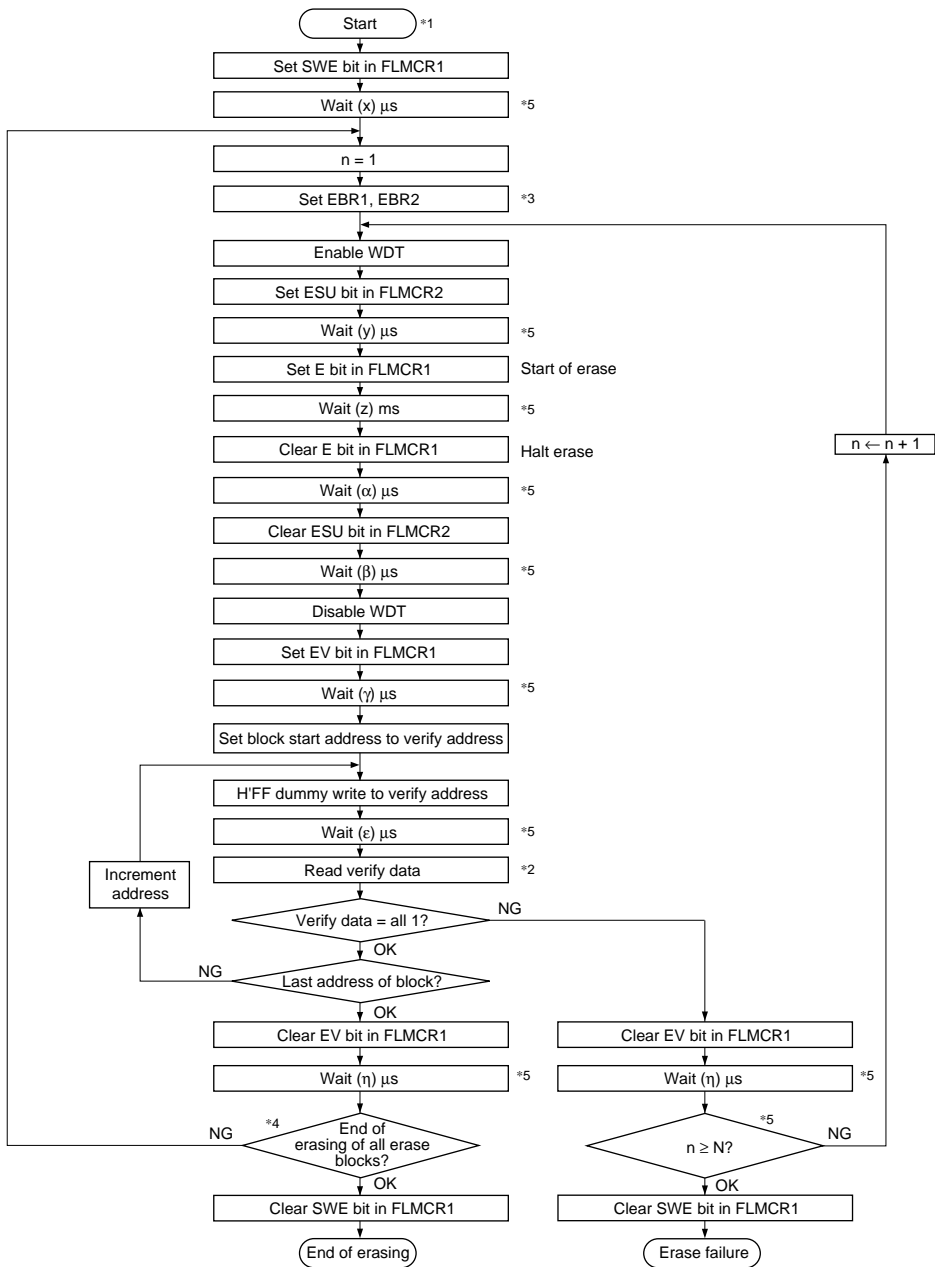 Start *1
Set SWE bit in FLMCR1
Wait (x) μs *5
n = 1
Set EBR1, EBR2 *3
Enable WDT
Set ESU bit in FLMCR2
Wait (y) μs *5
Set E bit in FLMCR1 Start of erase
Wait (z) ms *5
n ← n + 1
Clear E bit in FLMCR1 Halt erase
Wait (α) μs *5
Clear ESU bit in FLMCR2
Wait (β) μs *5
Disable WDT
Set EV bit in FLMCR1
Wait (γ) μs *5
Set block start address to verify address
H'FF dummy write to verify address
Wait (ε) μs *5
Read verify data *2
Increment
address
Verify data = all 1? NG
OK
NG Last address of block?
OK
Clear EV bit in FLMCR1 Clear EV bit in FLMCR1
Wait (η) μs *5 Wait (η) μs *5
NG *4 End of
erasing of all erase
blocks?
*5
n ≥ N? NG
OK OK
Clear SWE bit in FLMCR1 Clear SWE bit in FLMCR1
End of erasing Erase failure